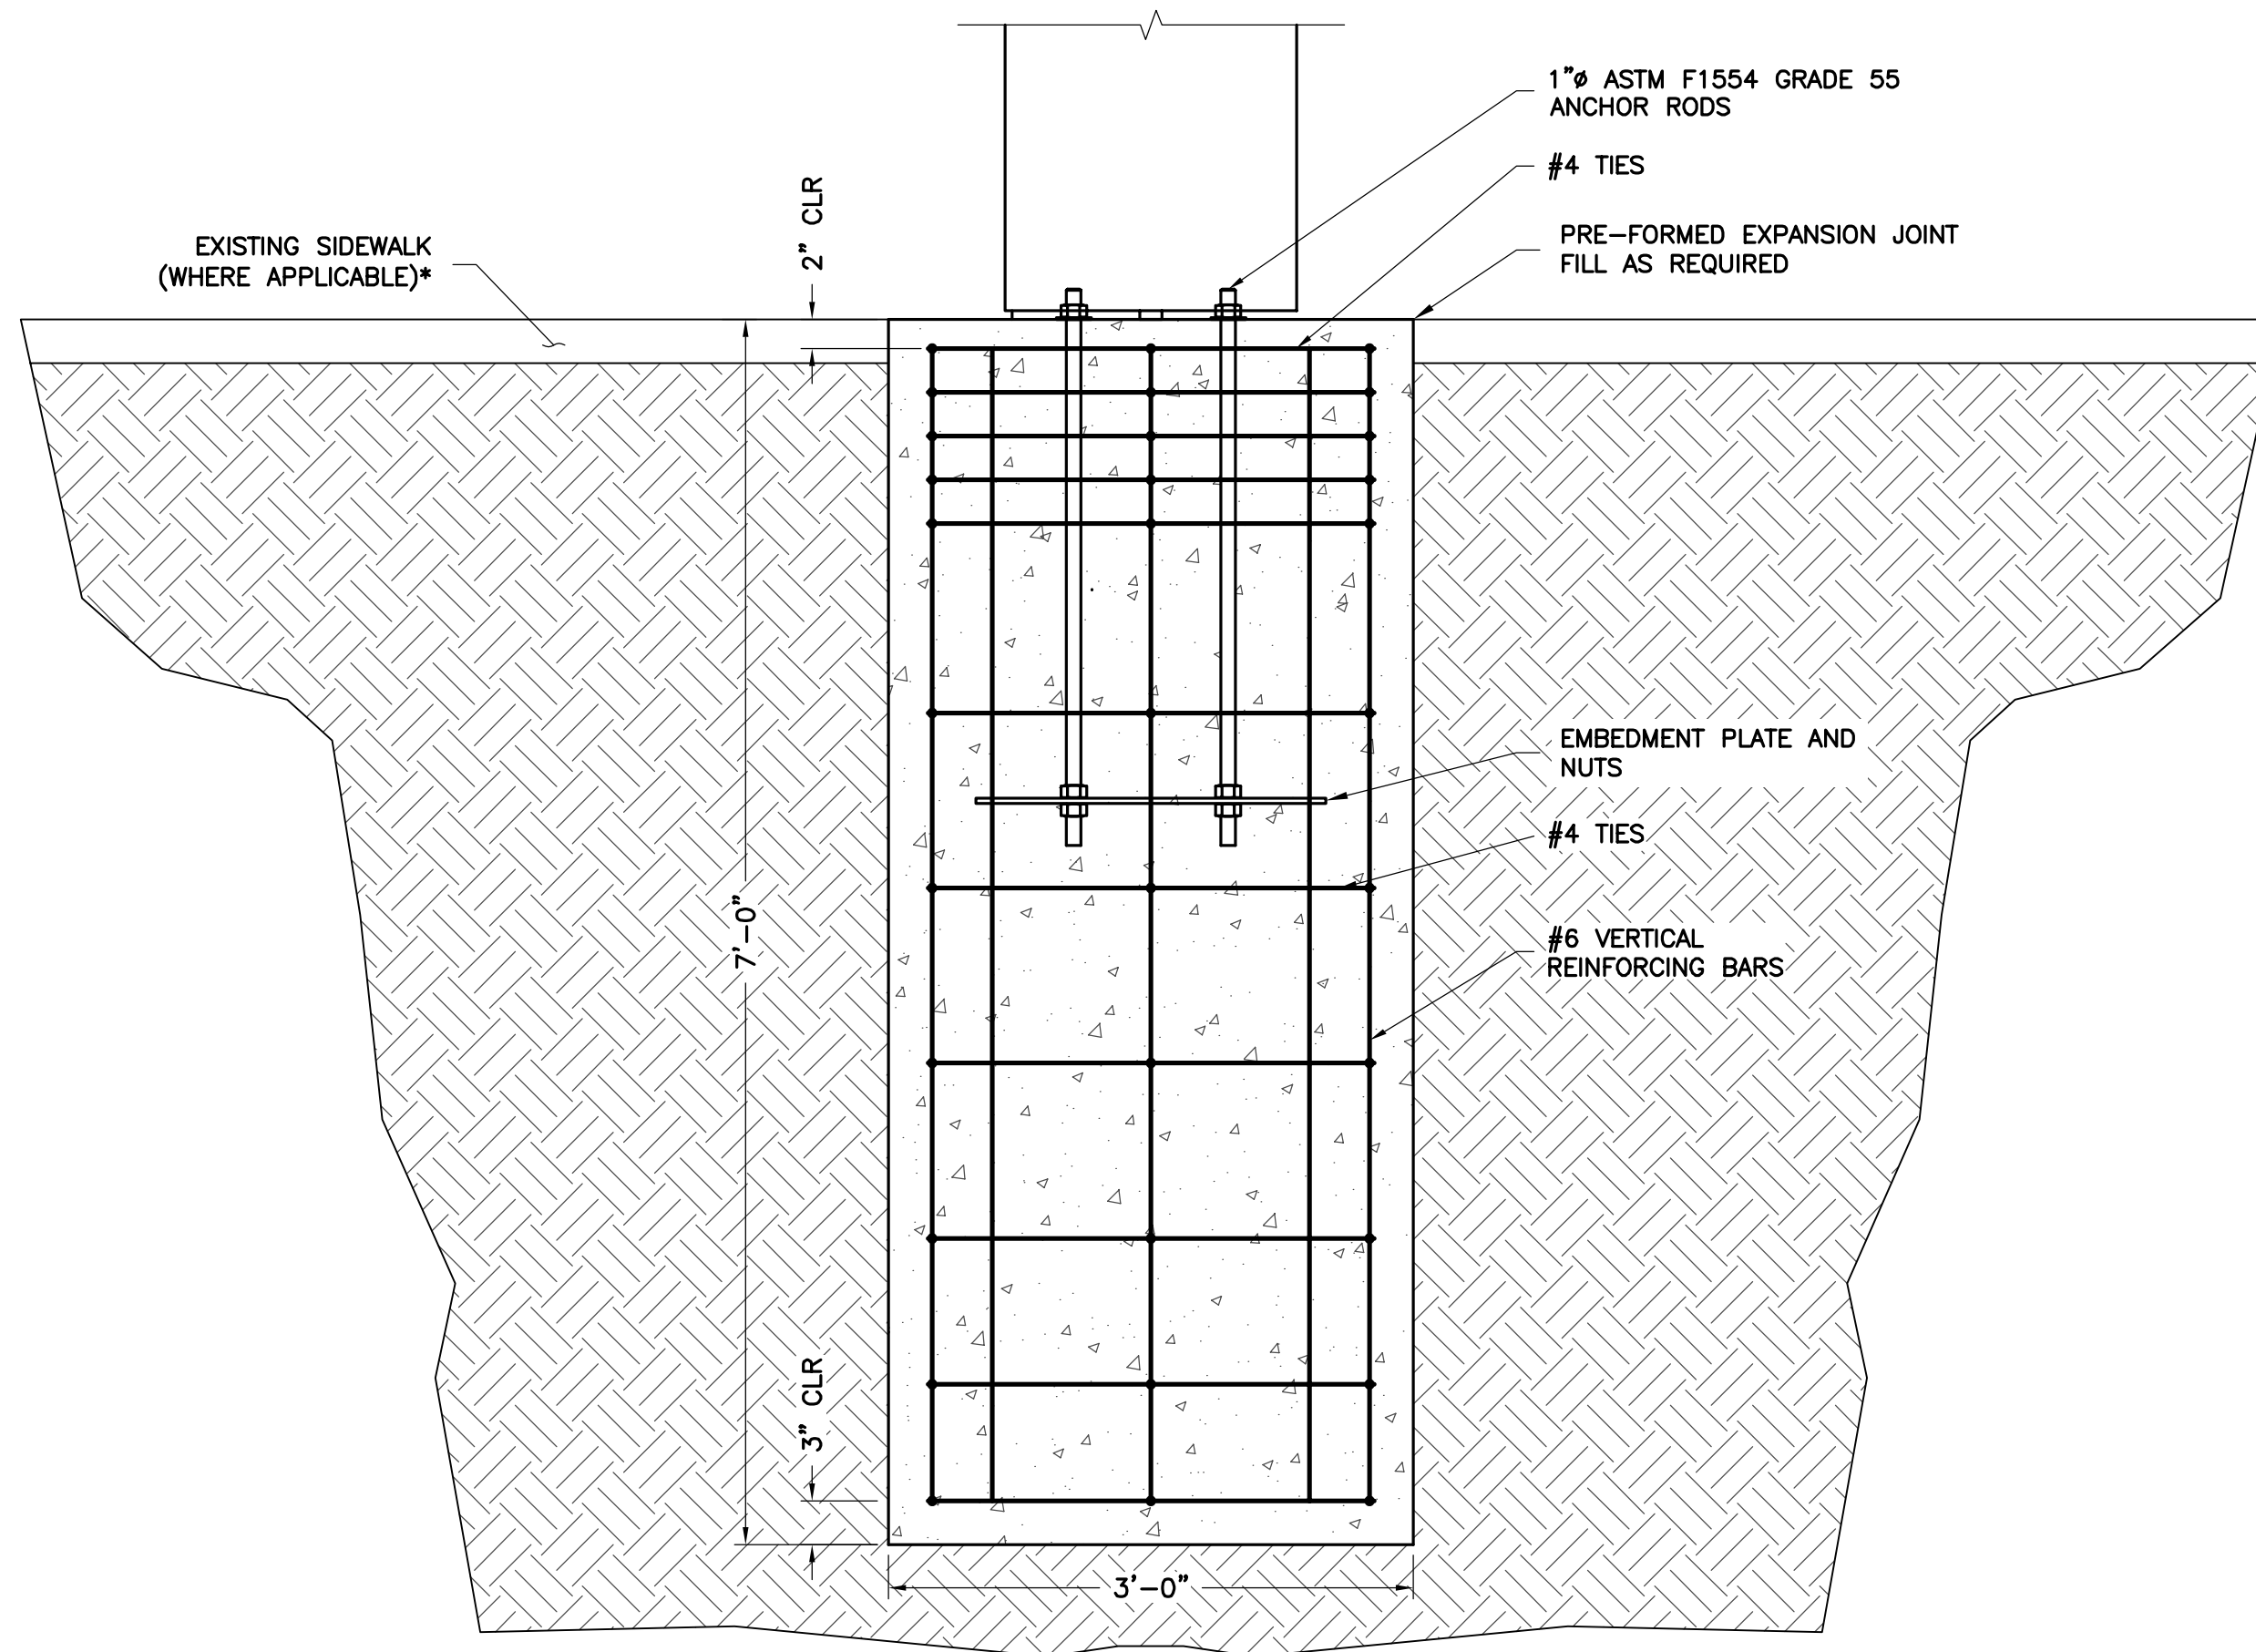 1”ø ASTM F1554 GRADE 55
ANCHOR RODS
#4 TIES
2” CLR
PRE-FORMED EXPANSION JOINT
FILL AS REQUIRED
EXISTING SIDEWALK
(WHERE APPLICABLE)*
EMBEDMENT PLATE AND
NUTS
#4 TIES
7’-0”
#6 VERTICAL
REINFORCING BARS
3” CLR
3’-0”